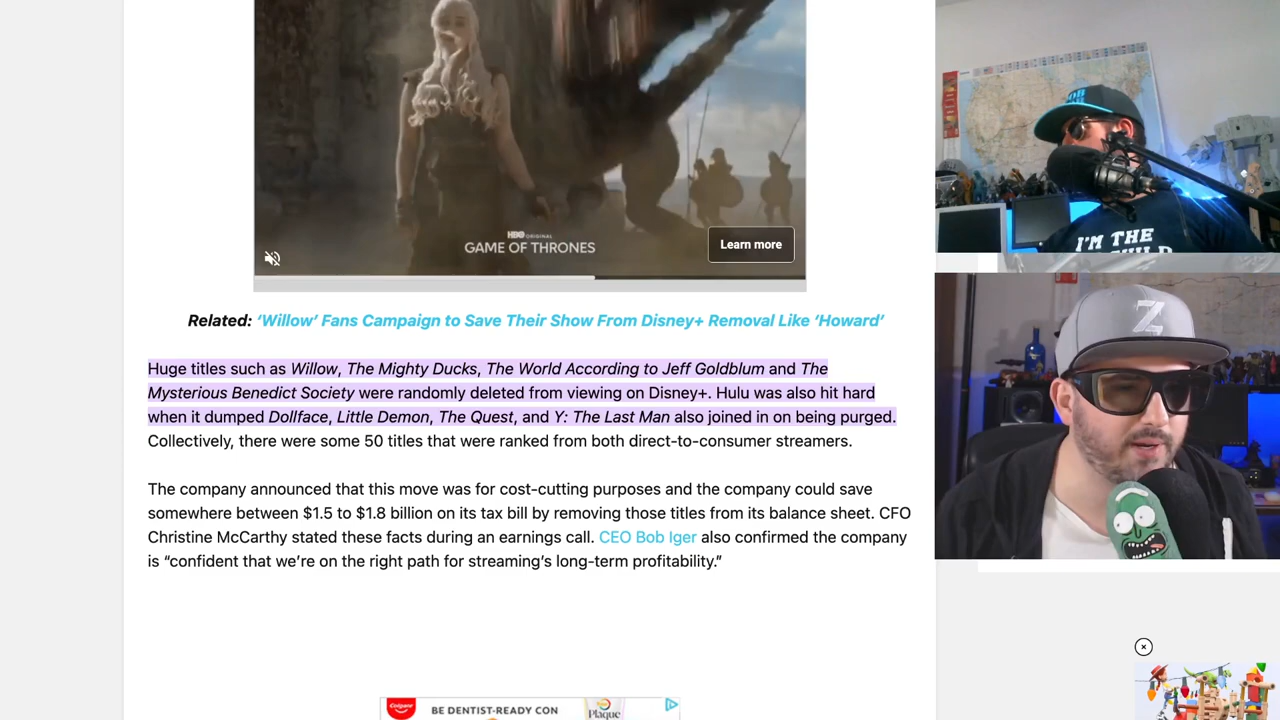 HBO ORIGINAL
GAME OF THRONES
Learn more
Related: ‘Willow’ Fans Campaign to Save Their Show From Disney+ Removal Like ‘Howard’
Huge titles such as Willow, The Mighty Ducks, The World According to Jeff Goldblum and The
Mysterious Benedict Society were randomly deleted from viewing on Disney+. Hulu was also hit hard
when it dumped Dollface, Little Demon, The Quest, and Y: The Last Man also joined in on being purged.
Collectively, there were some 50 titles that were ranked from both direct-to-consumer streamers.
The company announced that this move was for cost-cutting purposes and the company could save
somewhere between $1.5 to $1.8 billion on its tax bill by removing those titles from its balance sheet. CFO
Christine McCarthy stated these facts during an earnings call. CEO Bob Iger also confirmed the company
is “confident that we’re on the right path for streaming’s long-term profitability.”
Colgate
BE DENTIST-READY CON
Plaque
I'M THE
Z